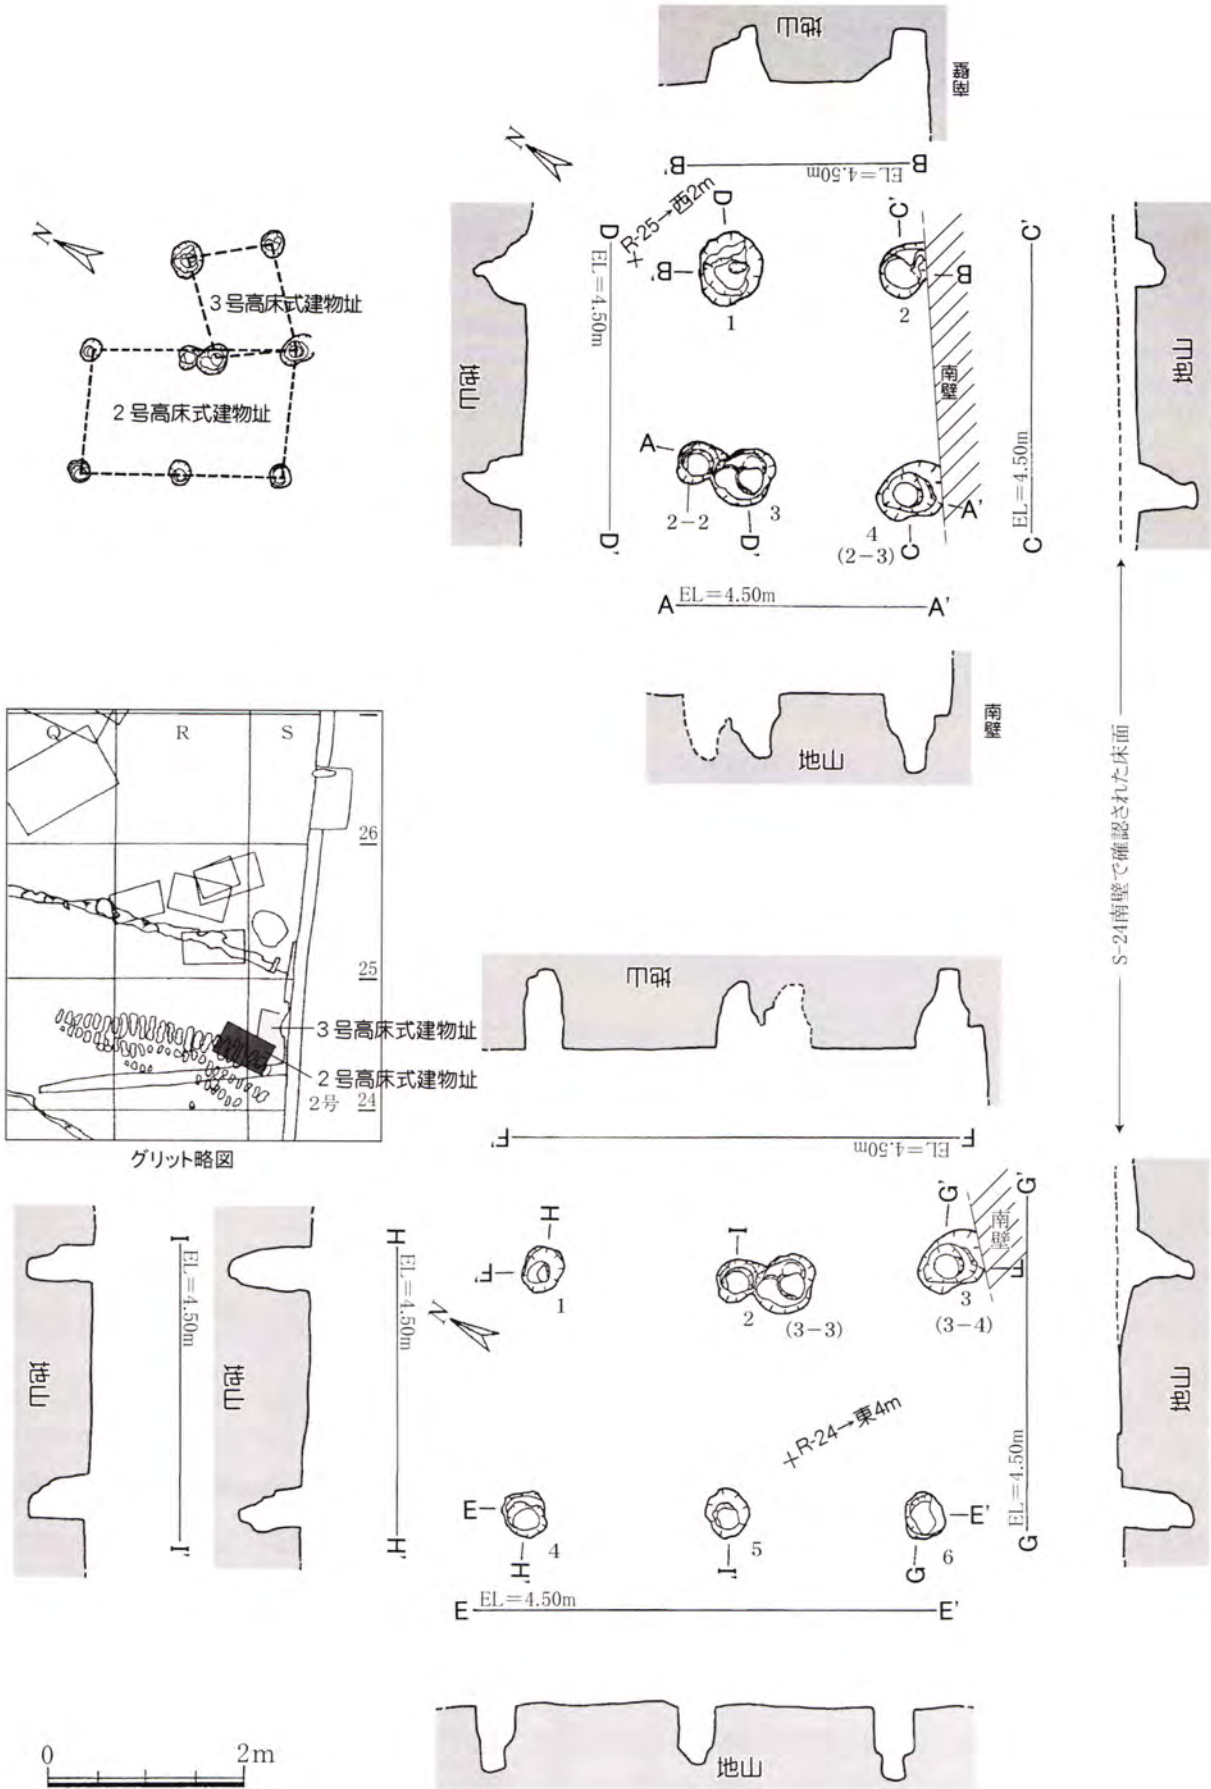 地山
南壁
B'
B
EL=4.50m
N
R-25→西2m
D
D
EL=4.50m
B'
1
C'
B
2
C'
N
3号高床式建物址
2号高床式建物址
地山
南壁
地山
A
2-2
3
D'
D'
A'
4
(2-3)
C
EL=4.50m
C
A
EL=4.50m
A'
南壁
地山
S-24南壁で確認された床面
Q
R
S
26
25
3号高床式建物址
2号高床式建物址
2号
24
グリット略図
地山
F'
F
EL=4.50m
I
EL=4.50m
地山
I'
H
EL=4.50m
地山
H'
N
H
F'
1
I
2
(3-3)
G'
南壁
F
3
(3-4)
G'
EL=4.50m
G
地山
R-24→東4m
E
4
H'
5
I'
E'
6
G
E
EL=4.50m
E'
地山
0
2m